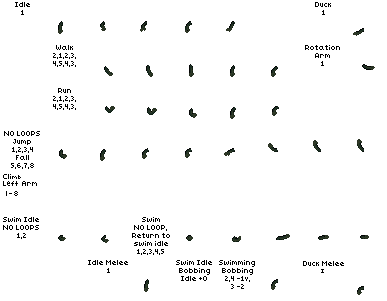 Idle
1
Duck
1
Walk
2,1,2,3,
4,5,4,3,
Rotation
Arm
1
Run
2,1,2,3,
4,5,4,3,
NO LOOPS
Jump
1,2,3,4
Fall
5,6,7,8
Climb
Left Arm
1-8
Swim Idle
NO LOOPS
1,2
Swim
NO LOOP,
Return to
swim idle
1,2,3,4,5
Idle Melee
1
Swim Idle
Bobbing
Idle +0
Swimming
Bobbing
2,4 -1v,
3 -2
Duck Melee
1